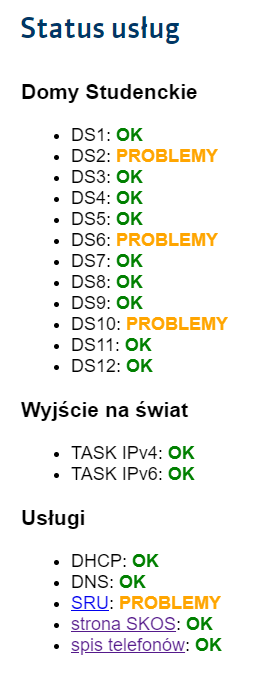 Status usług
Domy Studenckie
DS1: OK
DS2: PROBLEMY
DS3: OK
DS4: OK
DS5: OK
DS6: PROBLEMY
DS7: OK
DS8: OK
DS9: OK
DS10: PROBLEMY
DS11: OK
DS12: OK
Wyjście na świat
TASK IPv4: OK
TASK IPv6: OK
Usługi
DHCP: OK
DNS: OK
SRU: PROBLEMY
strona SKOS: OK
spis telefonów: OK